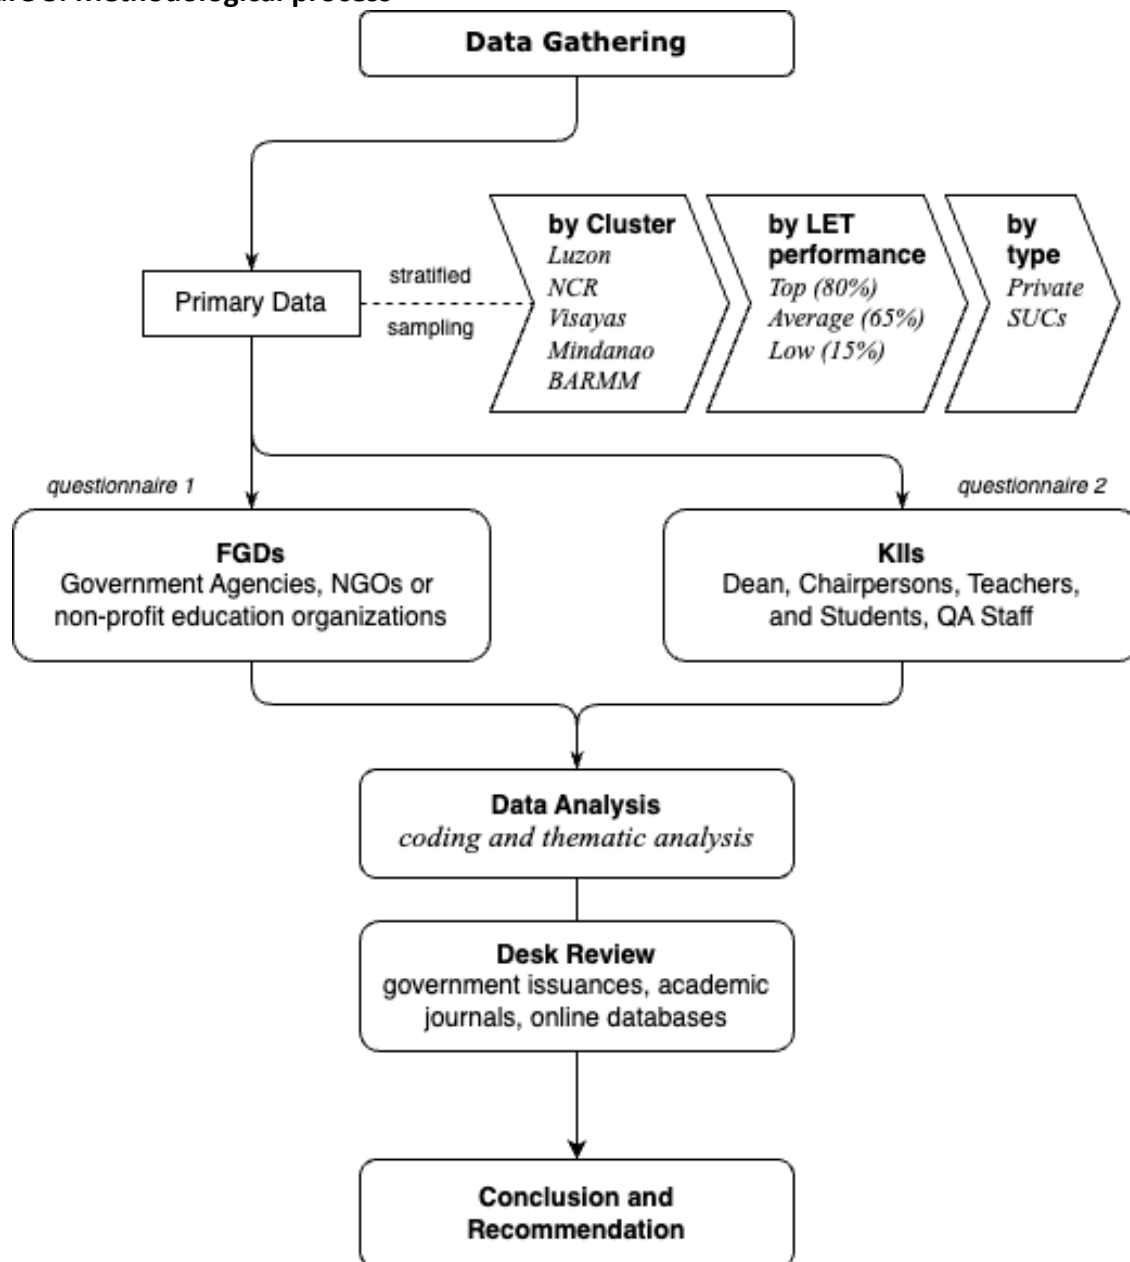 Methodological process
Data Gathering
by Cluster
Luzon
NCR
Visayas
Mindanao
BARMM
by LET
performance
Top (80%)
Average (65%)
Low (15%)
by
type
Private
SUCs
Primary Data
stratified
sampling
questionnaire 1
questionnaire 2
FGDs
Government Agencies, NGOs or
non-profit education organizations
KIIs
Dean, Chairpersons, Teachers,
and Students, QA Staff
Data Analysis
coding and thematic analysis
Desk Review
government issuances, academic
journals, online databases
Conclusion and
Recommendation